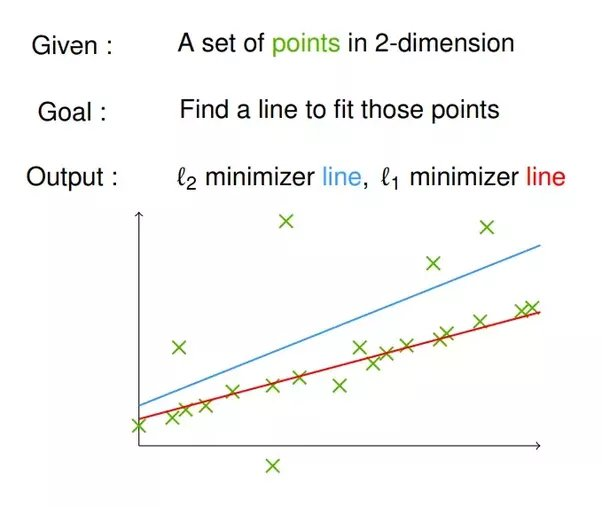 Given : A set of points in 2-dimension
Goal : Find a line to fit those points
Output : ℓ₂ minimizer line, ℓ₁ minimizer line